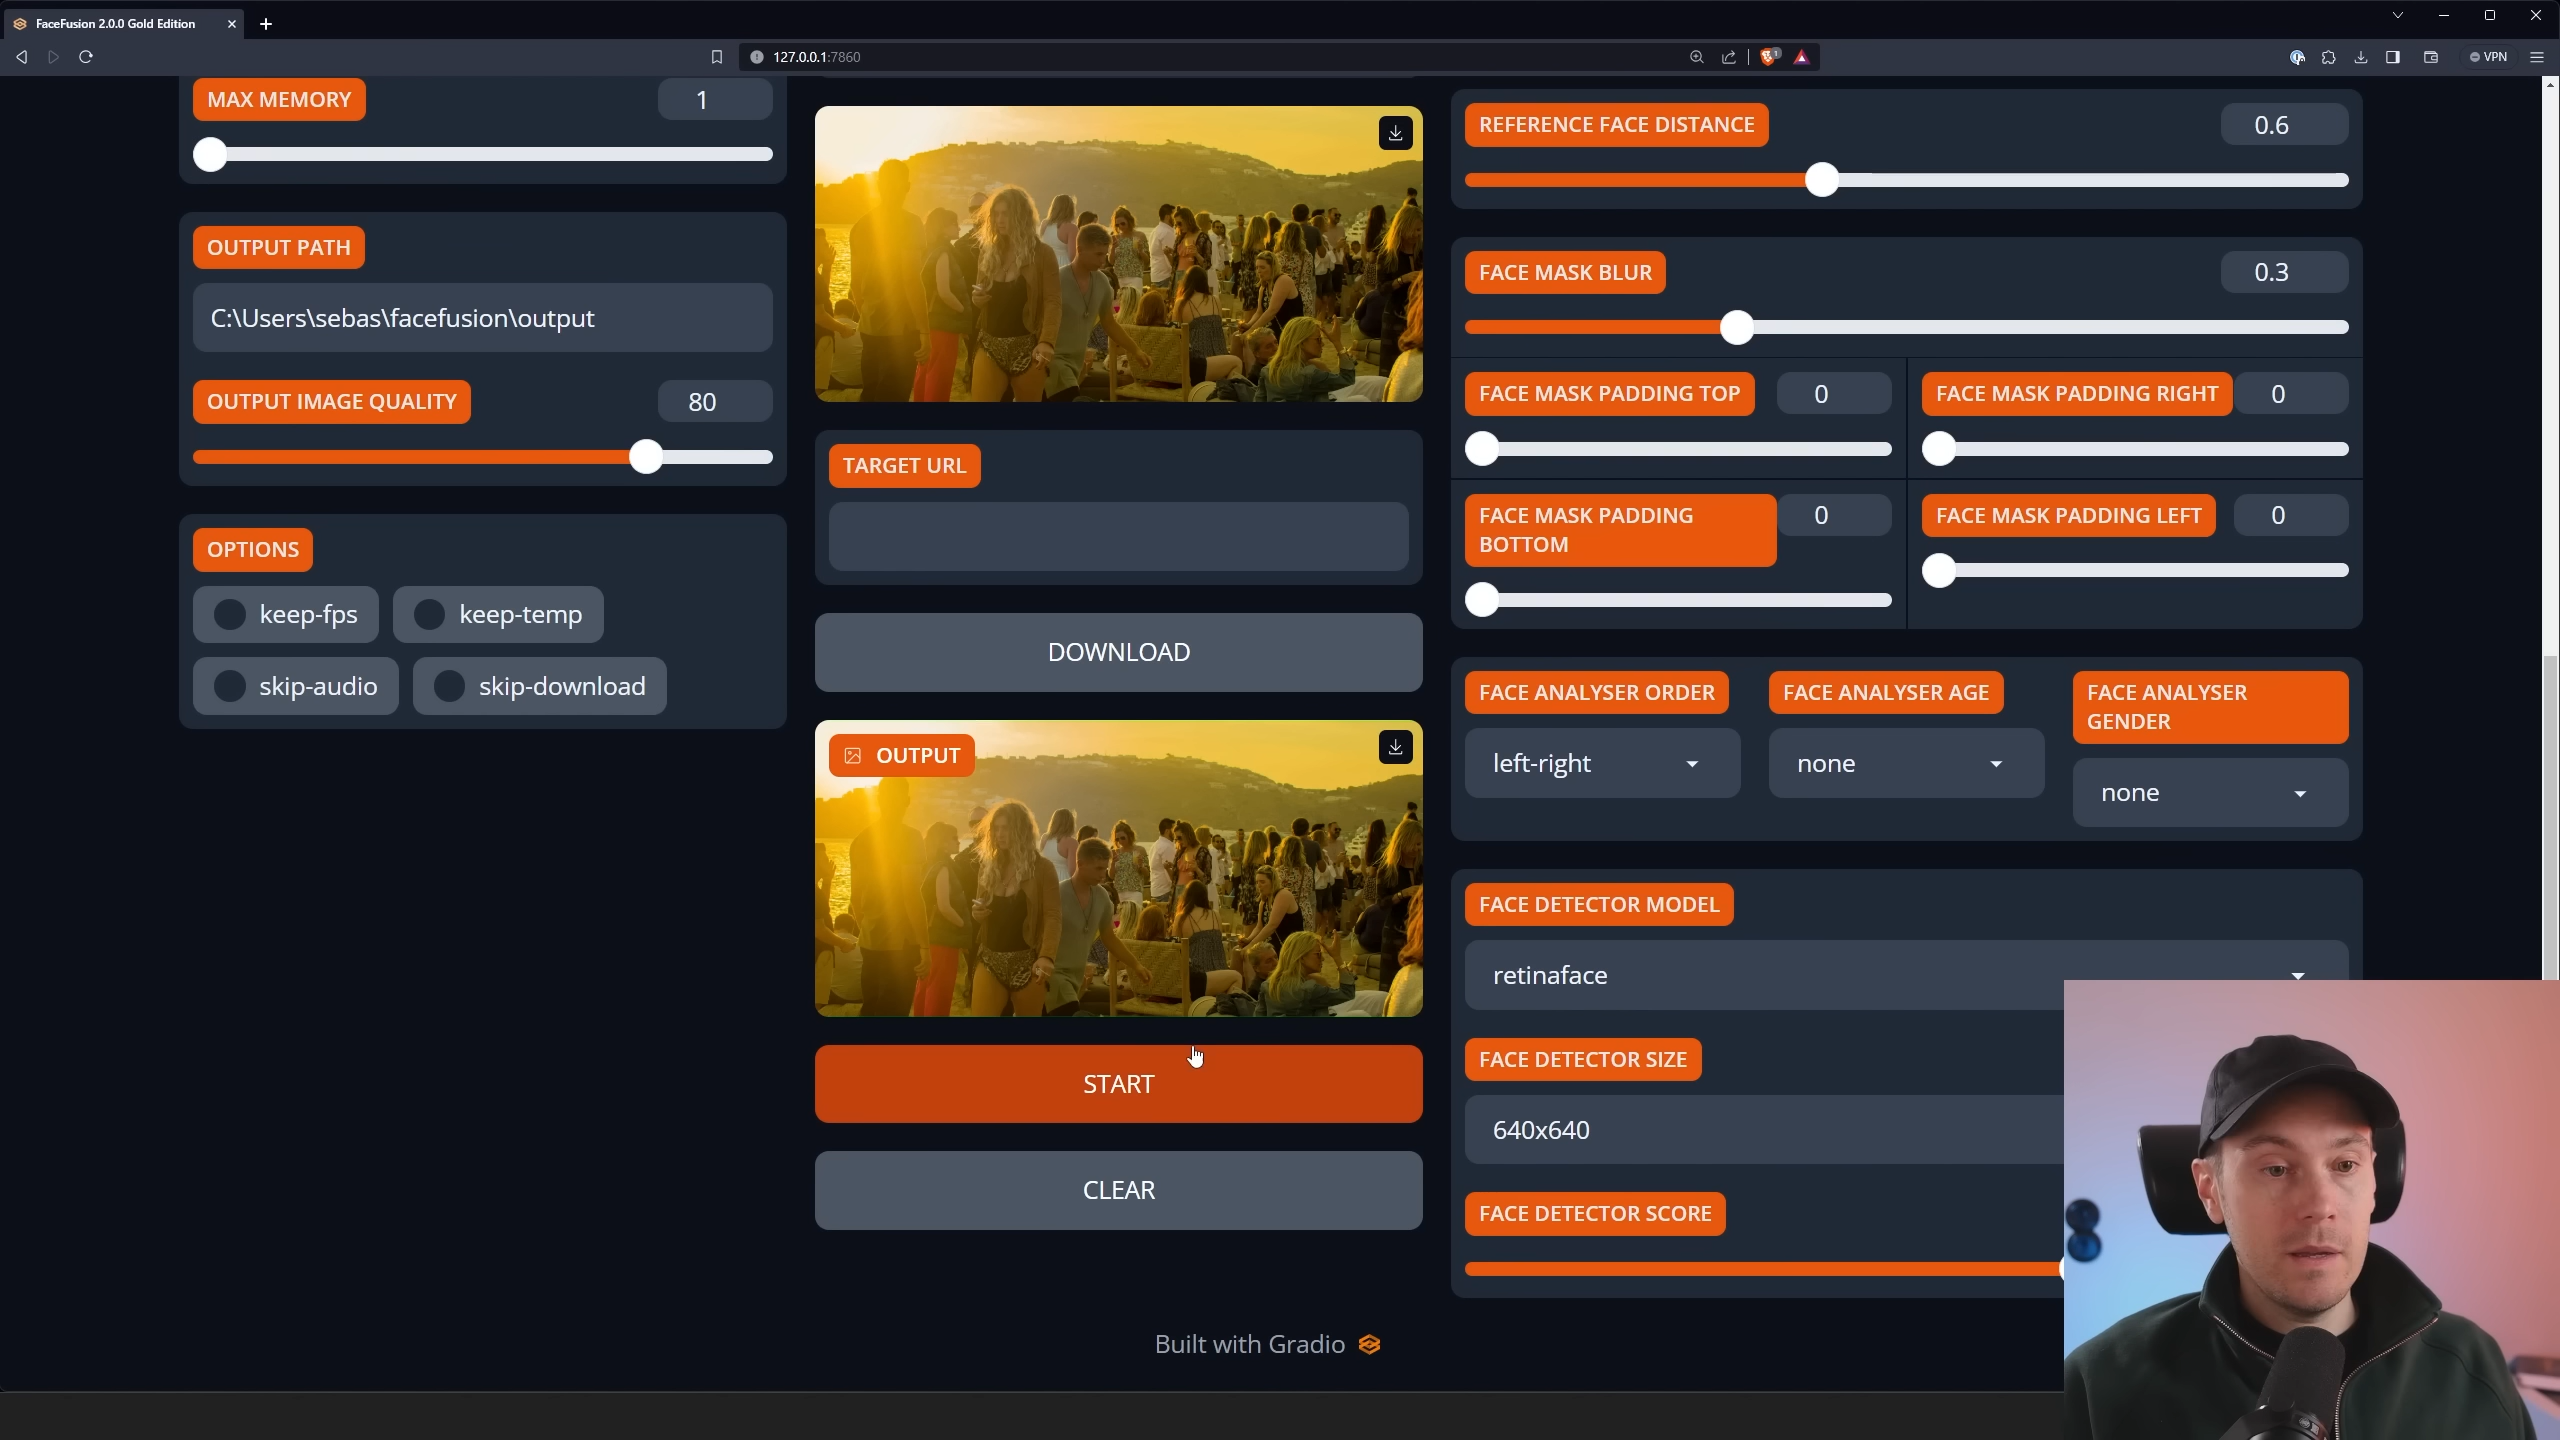 FaceFusion 2.0.0 Gold Edition
127.0.0.1:7860
1
VPN
MAX MEMORY
1
OUTPUT PATH
C:\Users\sebas\facefusion\output
OUTPUT IMAGE QUALITY
80
OPTIONS
keep-fps
keep-temp
skip-audio
skip-download
TARGET URL
DOWNLOAD
OUTPUT
START
CLEAR
REFERENCE FACE DISTANCE
0.6
FACE MASK BLUR
0.3
FACE MASK PADDING TOP
0
FACE MASK PADDING RIGHT
0
FACE MASK PADDING
BOTTOM
0
FACE MASK PADDING LEFT
0
FACE ANALYSER ORDER
left-right
FACE ANALYSER AGE
none
FACE ANALYSER
GENDER
none
FACE DETECTOR MODEL
retinaface
FACE DETECTOR SIZE
640x640
FACE DETECTOR SCORE
Built with Gradio